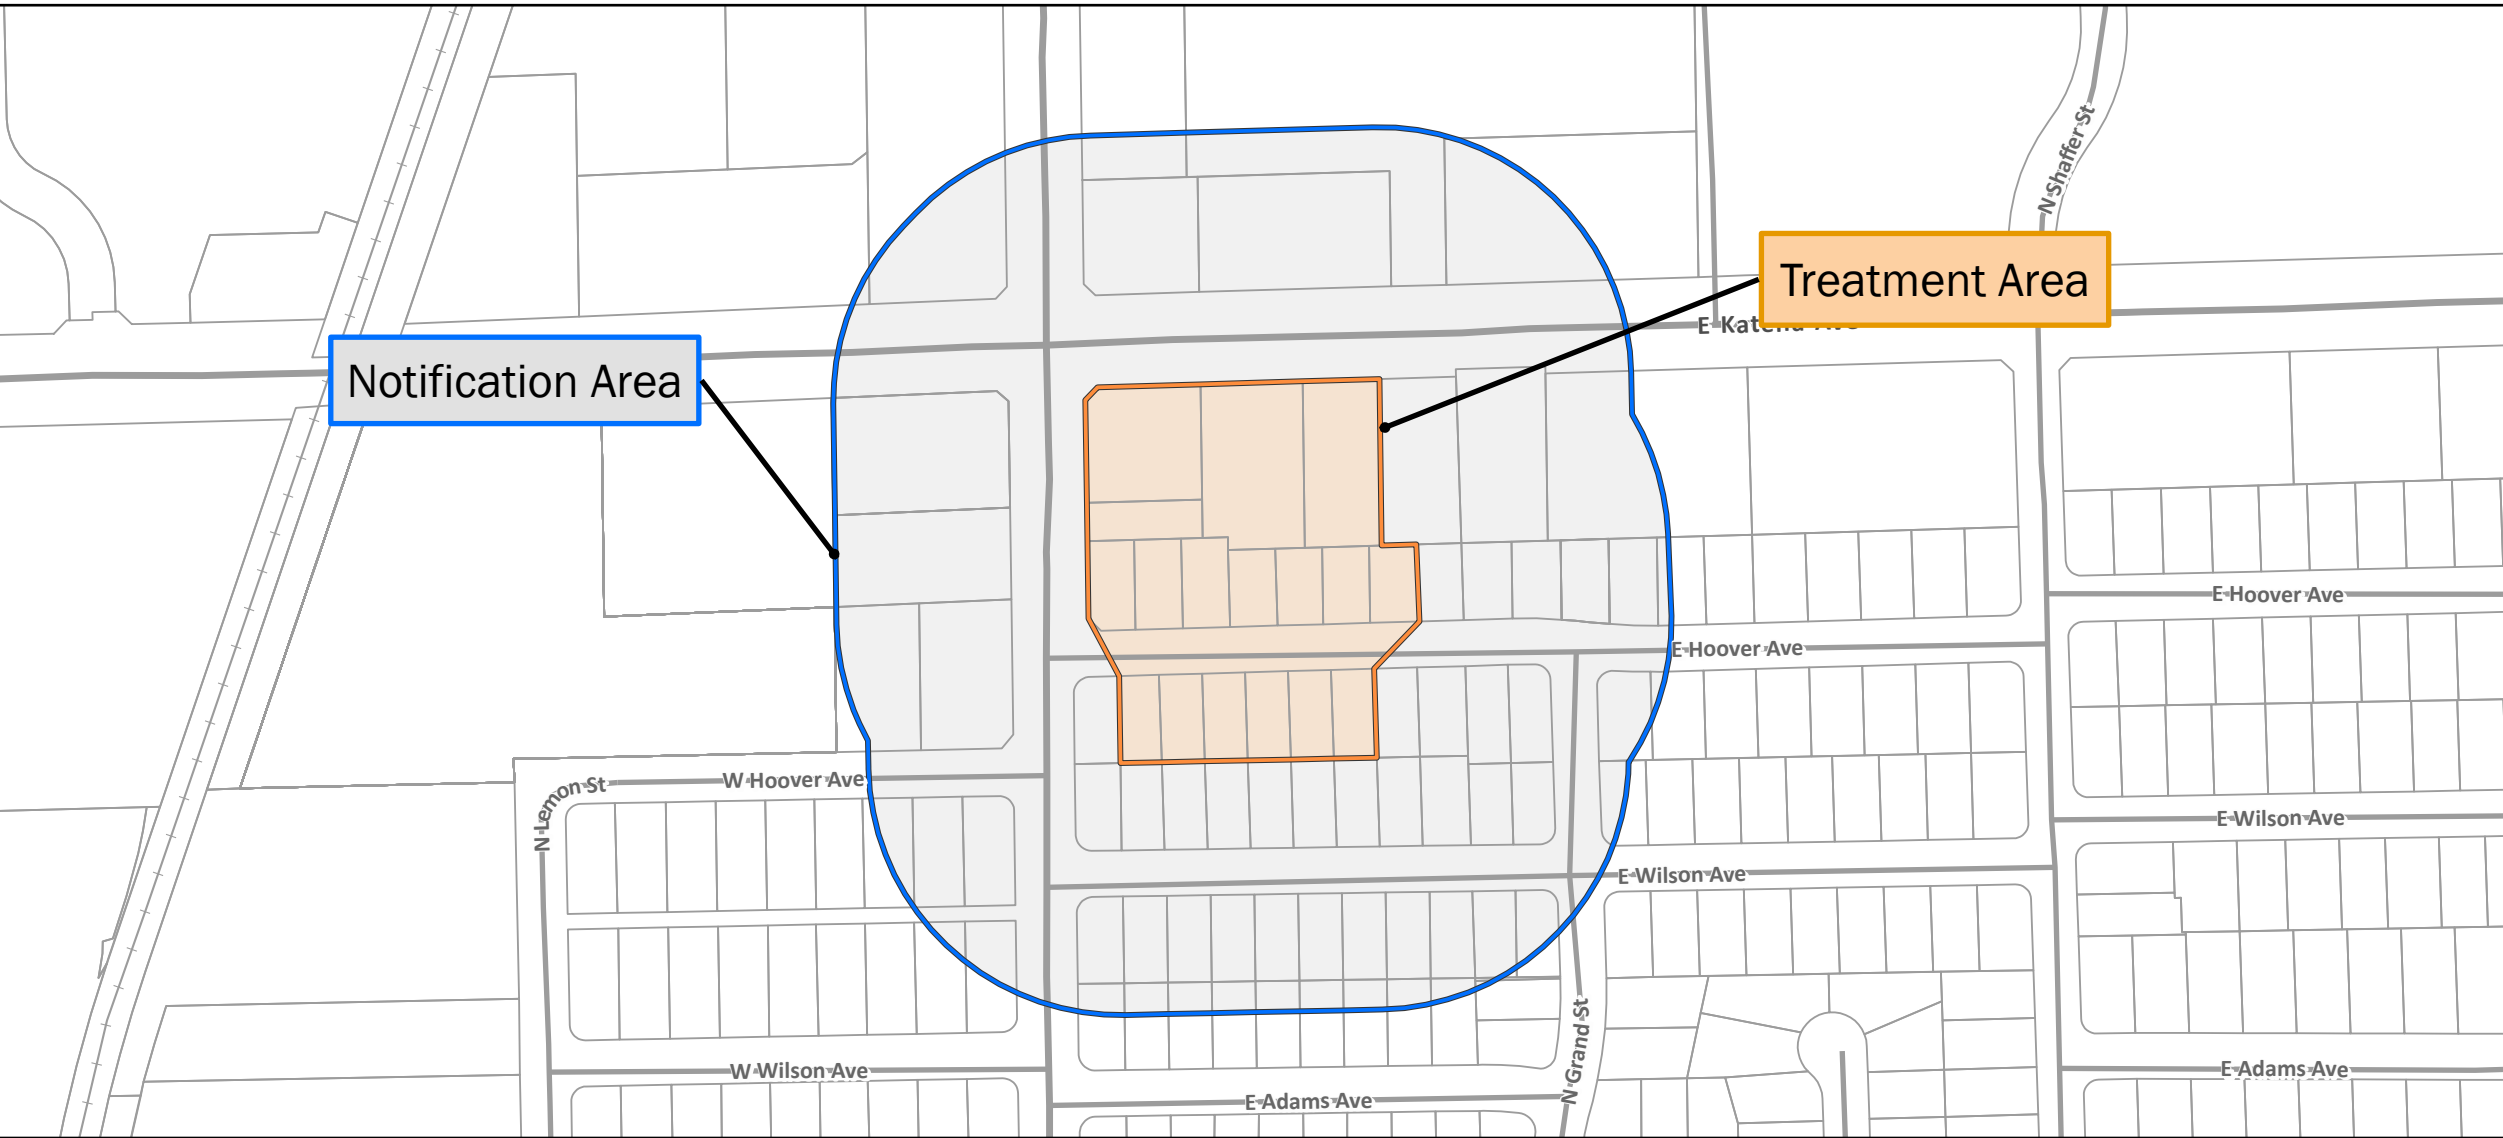 N Shaffer St
Treatment Area
E
Notification Area
E Hoover Ave
E Hoover Ave
W Hoover Ave
N Lemon St
E Wilson Ave
E Wilson Ave
N Grand St
W Wilson Ave
E Adams Ave
E Adams Ave